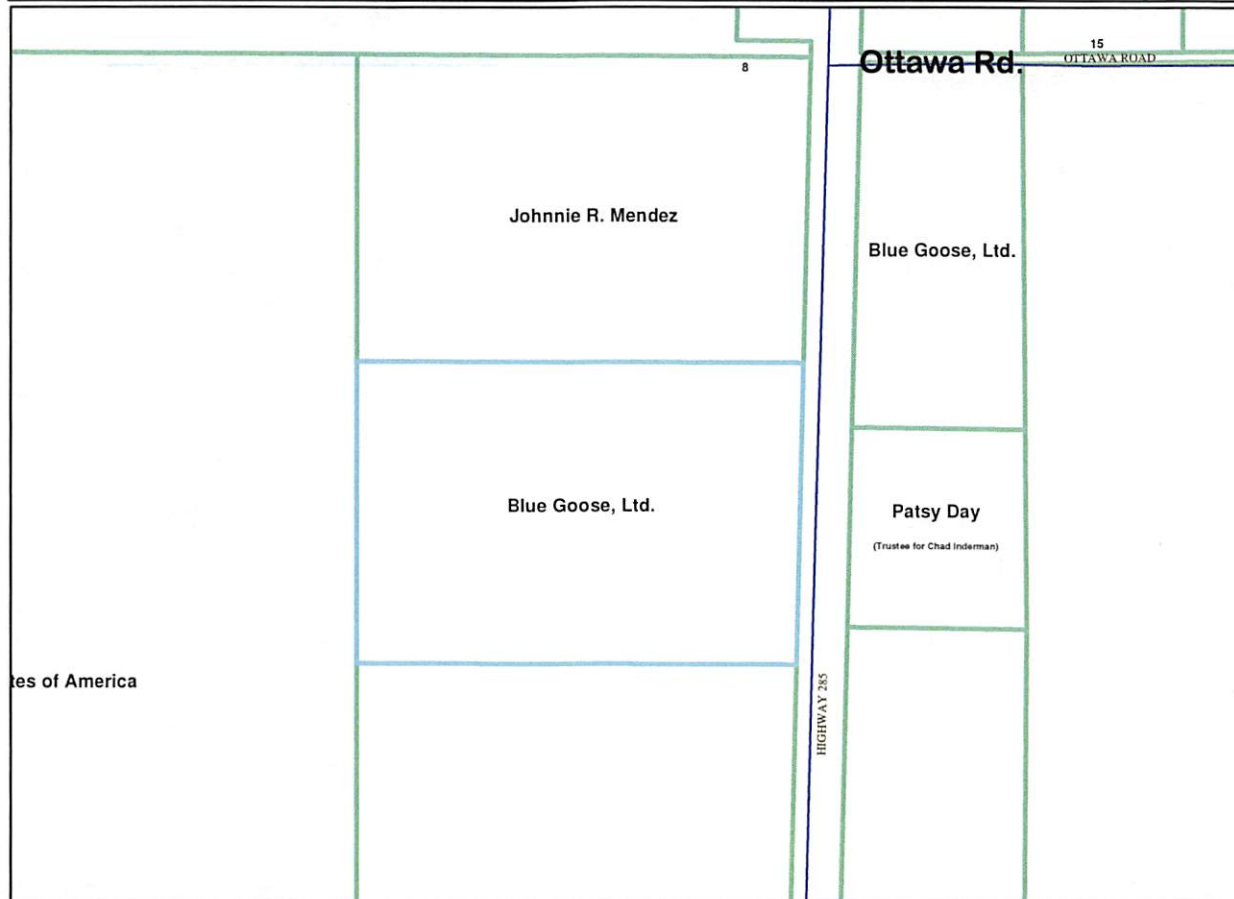 15
Ottawa Rd.
OTTAWA ROAD
8
Johnnie R. Mendez
Blue Goose, Ltd.
Blue Goose, Ltd.
Patsy Day
(Trustee for Chad Inderman)
tes of America
HIGHWAY 285